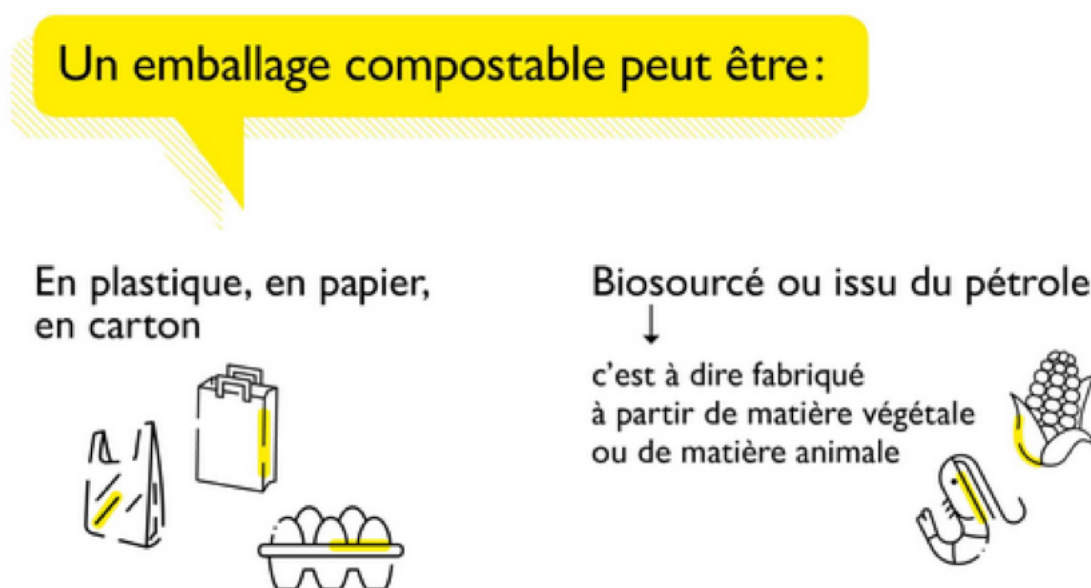 Un emballage compostable peut être :
En plastique, en papier,
en carton
Biosourcé ou issu du pétrole
c'est à dire fabriqué
à partir de matière végétale
ou de matière animale